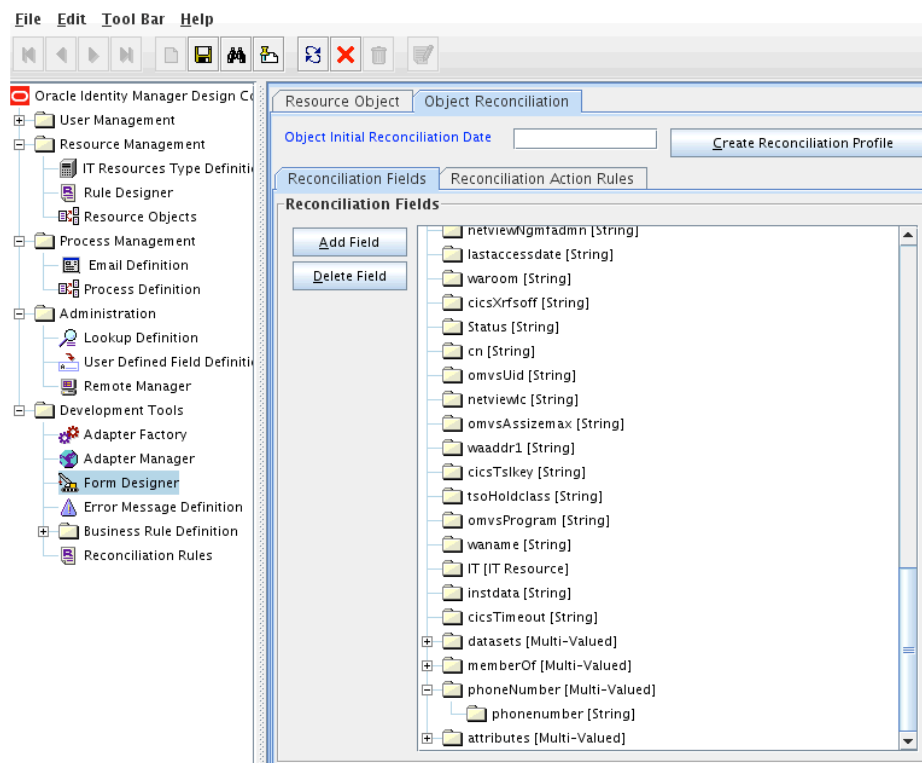 File Edit Tool Bar Help
Oracle Identity Manager Design Co
User Management
Resource Management
IT Resources Type Definiti
Rule Designer
Resource Objects
Process Management
Email Definition
Process Definition
Administration
Lookup Definition
User Defined Field Definiti
Remote Manager
Development Tools
Adapter Factory
Adapter Manager
Form Designer
Error Message Definition
Business Rule Definition
Reconciliation Rules
Resource Object Object Reconciliation
Object Initial Reconciliation Date Create Reconciliation Profile
Reconciliation Fields Reconciliation Action Rules
Reconciliation Fields
Add Field
Delete Field
netviewNgmfadmn [String]
lastaccessdate [String]
waroom [String]
cicsXrfsoff [String]
Status [String]
cn [String]
omvsUid [String]
netviewIc [String]
omvsAssizemax [String]
waaddr1 [String]
cicsTslkey [String]
tsoHoldclass [String]
omvsProgram [String]
waname [String]
IT [IT Resource]
instdata [String]
cicsTimeout [String]
datasets [Multi-Valued]
memberOf [Multi-Valued]
phoneNumber [Multi-Valued]
phonenumber [String]
attributes [Multi-Valued]